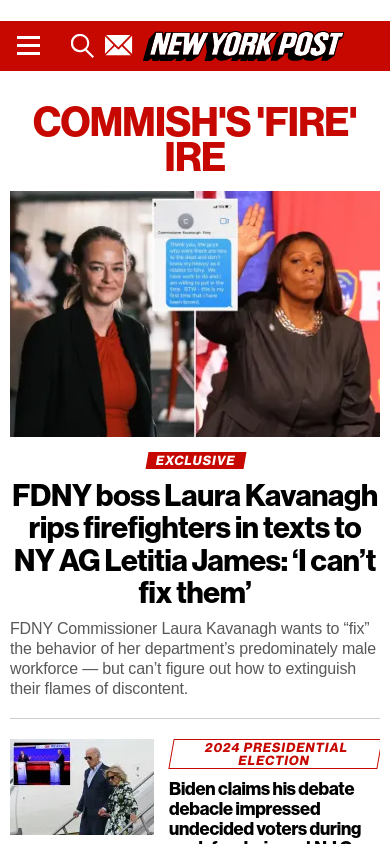 NEW YORK POST
COMMISH'S 'FIRE'
IRE
C
Commissioner Kavanagh
EXCLUSIVE
FDNY boss Laura Kavanagh
rips firefighters in texts to
NY AG Letitia James: ‘I can’t
fix them’
FDNY Commissioner Laura Kavanagh wants to “fix”
the behavior of her department’s predominately male
workforce — but can’t figure out how to extinguish
their flames of discontent.
2024 PRESIDENTIAL
ELECTION
Biden claims his debate
debacle impressed
undecided voters during